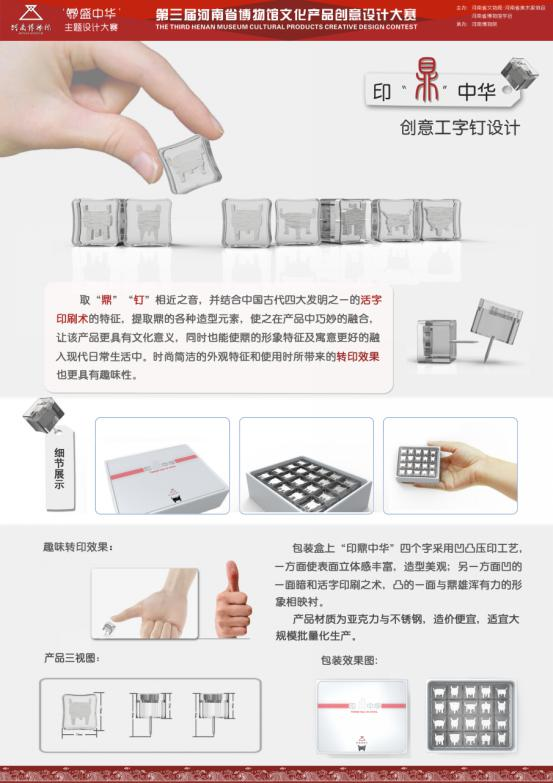 河南博物院
'鼎盛中华'
主题设计大赛
第三届河南省博物馆文化产品创意设计大赛
THE THIRD HENAN MUSEUM CULTURAL PRODUCTS CREATIVE DESIGN CONTEST
主办: 河南省文物局 河南省美术家协会
河南省博物馆学会
承办: 河南博物院
印“鼎”中华
创意工字钉设计
取“鼎”“钉”相近之音，并结合中国古代四大发明之一的活字
印刷术的特征，提取鼎的各种造型元素，使之在产品中巧妙的融合，
让该产品更具有文化意义，同时也能使鼎的形象特征及寓意更好的融
入现代日常生活中。时尚简洁的外观特征和使用时所带来的转印效果
也更具有趣味性。
细节展示
趣味转印效果：
包装盒上“印鼎中华”四个字采用凹凸压印工艺，
一方面使表面立体感丰富，造型美观；另一方面凹的
一面暗和活字印刷之术，凸的一面与鼎雄浑有力的形
象相映衬。
产品材质为亚克力与不锈钢，造价便宜，适宜大
规模批量化生产。
产品三视图：
包装效果图: